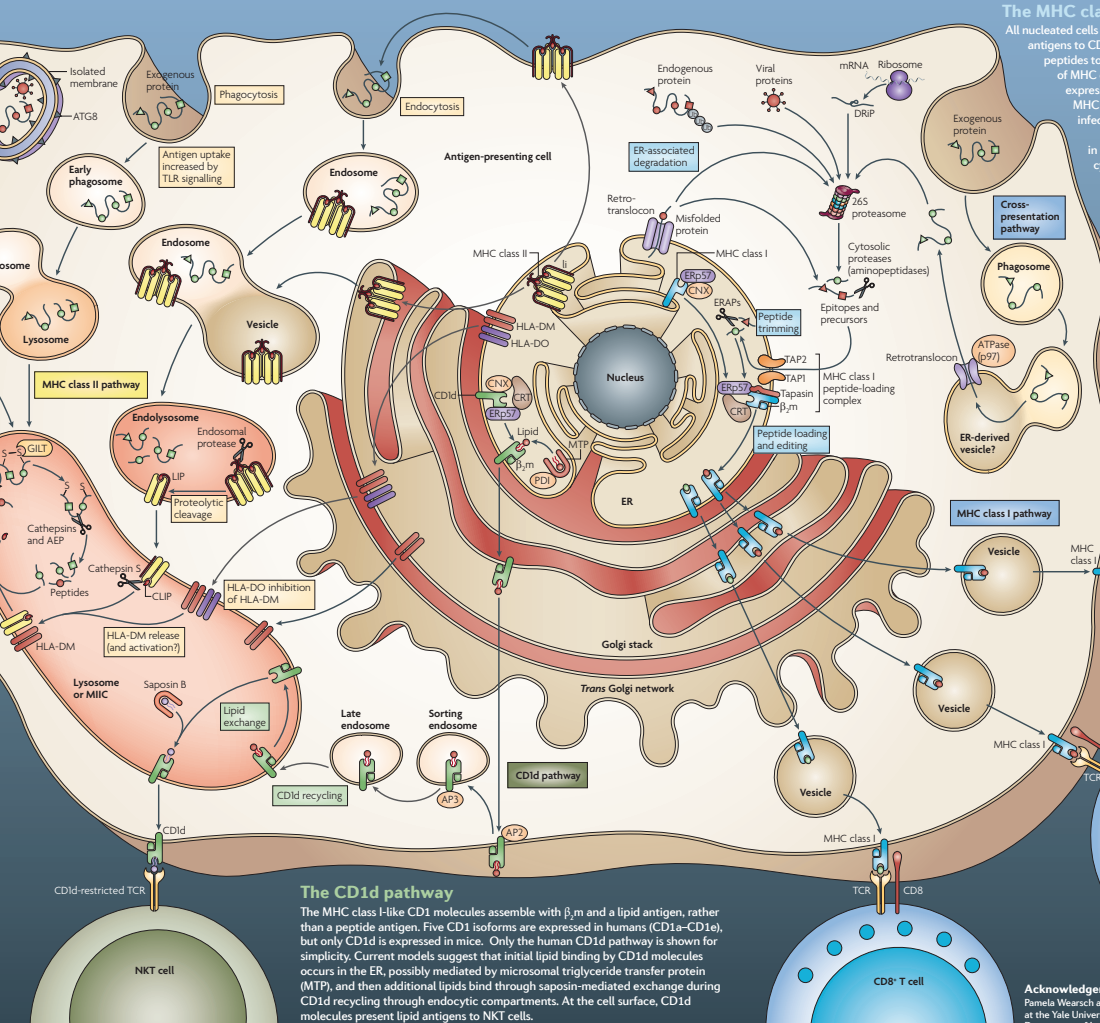 The MHC cla
All nucleated cells
antigens to CD
peptides to
of MHC
expres
MHC
infec
in
Isolated
membrane
ATG8
Exogenous
protein
Phagocytosis
Antigen uptake
increased by
TLR signalling
Early
phagosome
Endocytosis
Antigen-presenting cell
Endosome
Endogenous
protein
Ub
Ub
Ub
Viral
proteins
mRNA
Ribosome
DRiP
ER-associated
degradation
26S
proteasome
Exogenous
protein
Cross-
presentation
pathway
Phagosome
Retro-
translocon
Misfolded
protein
Cytosolic
proteases
(aminopeptidases)
Epitopes and
precursors
Endosome
Vesicle
osome
Lysosome
MHC class II
Ii
MHC class I
ERp57
CNX
ERAPs
Peptide
trimming
HLA-DM
HLA-DO
Nucleus
TAP2
TAP1
ERp57
Tapasin
CRT
β2m
MHC class I
peptide-loading
complex
Retrotranslocon
ATPase
(p97)
ER-derived
vesicle?
MHC class II pathway
CD1d
CNX
CRT
ERp57
Lipid
β2m
MTP
PDI
Peptide loading
and editing
ER
Endolysosome
Endosomal
protease
LIP
Proteolytic
cleavage
S
S
GILT
S
S
Cathepsins
and AEP
Peptides
Cathepsin S
CLIP
HLA-DO inhibition
of HLA-DM
HLA-DM release
(and activation?)
HLA-DM
MHC class I pathway
Vesicle
MHC
class I
Golgi stack
Trans Golgi network
Lysosome
or MIIC
Saposin B
Lipid
exchange
Late
endosome
Sorting
endosome
AP3
CD1d recycling
CD1d pathway
AP2
Vesicle
MHC class I
TCR
Vesicle
MHC class I
CD1d
CD1d-restricted TCR
NKT cell
TCR
CD8
CD8+ T cell
The CD1d pathway
The MHC class I-like CD1 molecules assemble with β2m and a lipid antigen, rather
than a peptide antigen. Five CD1 isoforms are expressed in humans (CD1a–CD1e),
but only CD1d is expressed in mice. Only the human CD1d pathway is shown for
simplicity. Current models suggest that initial lipid binding by CD1d molecules
occurs in the ER, possibly mediated by microsomal triglyceride transfer protein
(MTP), and then additional lipids bind through saposin-mediated exchange during
CD1d recycling through endocytic compartments. At the cell surface, CD1d
molecules present lipid antigens to NKT cells.
Acknowledge
Pamela Wearsch a
at the Yale Univer